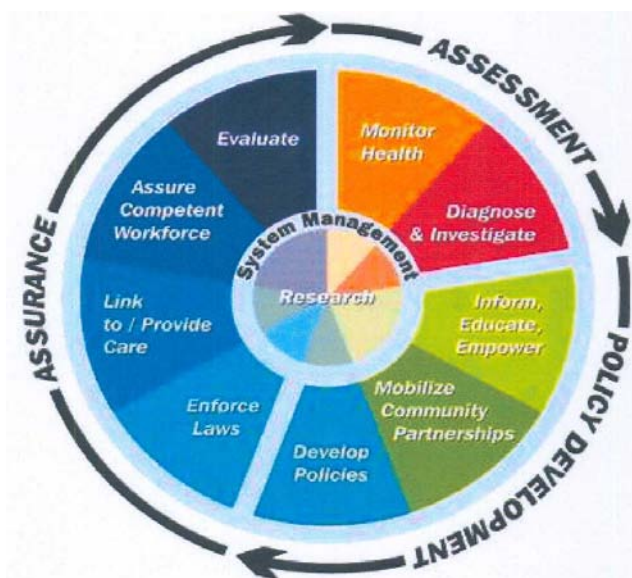 ASSESSMENT
Monitor
Health
Diagnose
& Investigate
Inform,
Educate,
Empower
POLICY DEVELOPMENT
Mobilize
Community
Partnerships
Develop
Policies
Enforce
Laws
Link
to / Provide
Care
ASSURANCE
Assure
Competent
Workforce
Evaluate
System Management
Research